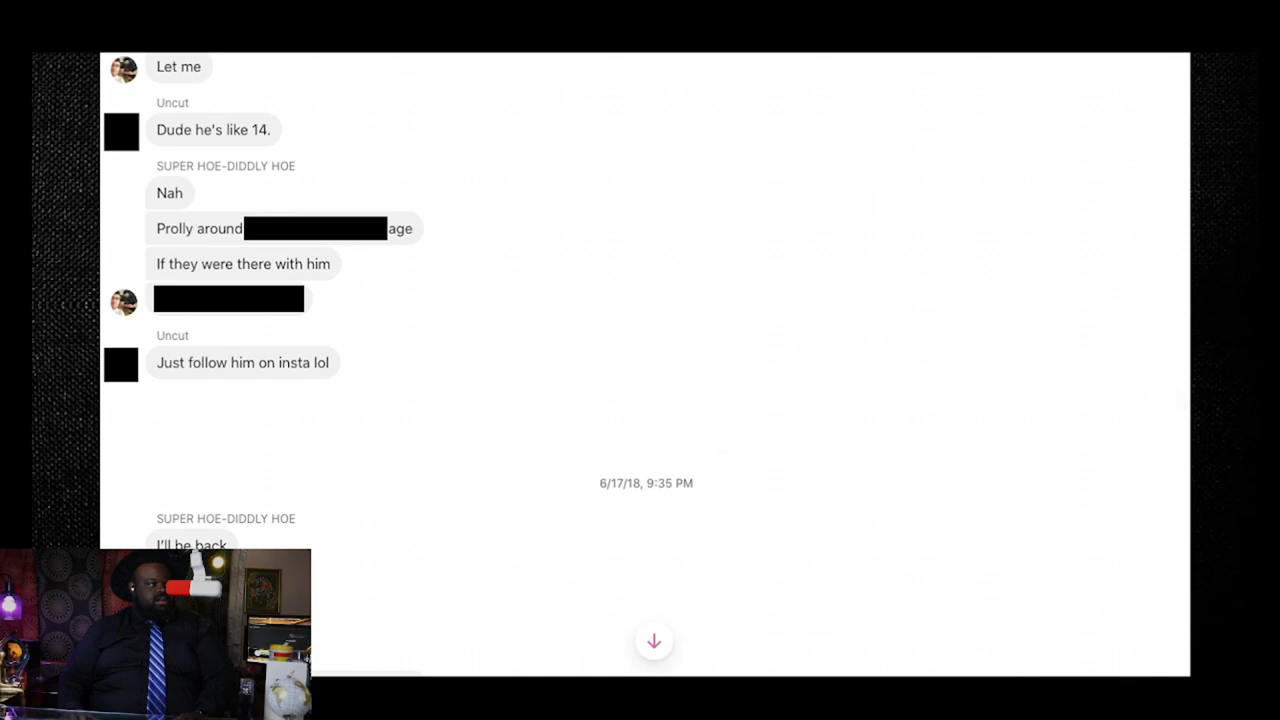 Let me
Uncut
Dude he's like 14.
SUPER HOE-DIDDLY HOE
Nah
Prolly around age
If they were there with him
Uncut
Just follow him on insta lol
6/17/18, 9:35 PM
SUPER HOE-DIDDLY HOE
I'll be back